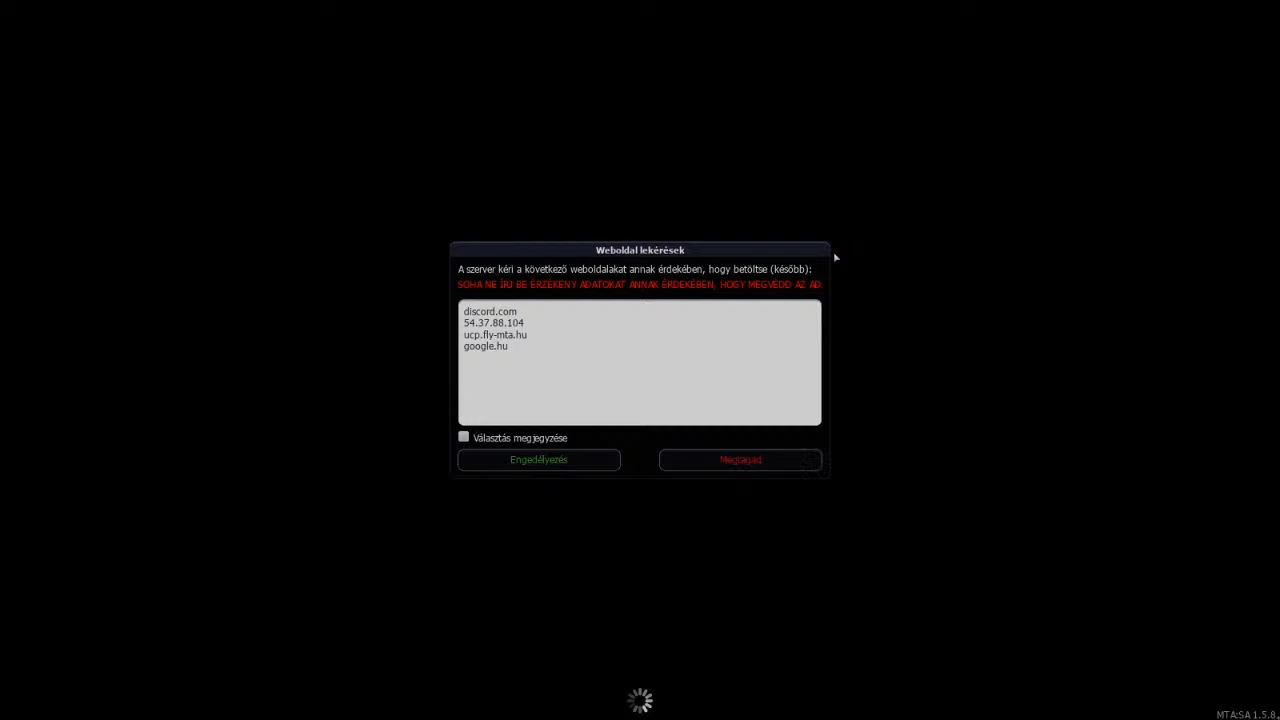 Weboldal lekérések
A szerver kéri a következő weboldalakat annak érdekében, hogy betöltse (később):
SOHA NE ÍRJ BE ÉRZÉKENY ADATOKAT ANNAK ÉRDEKÉBEN, HOGY MEGVÉDD AZ AD
discord.com
54.37.88.104
ucp.fly-mta.hu
google.hu
Választás megjegyzése
Engedélyezés
Megtagad
MTA:SA 1.5.8